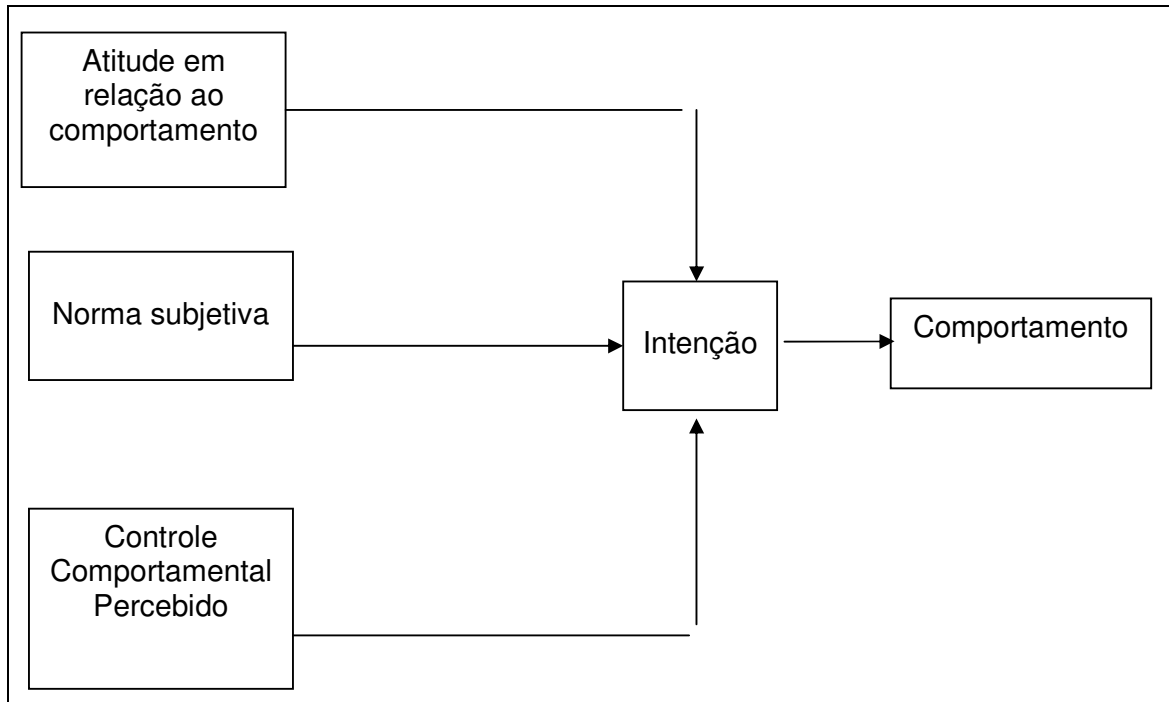 Atitude em
relação ao
comportamento
Norma subjetiva
Intenção
Comportamento
Controle
Comportamental
Percebido